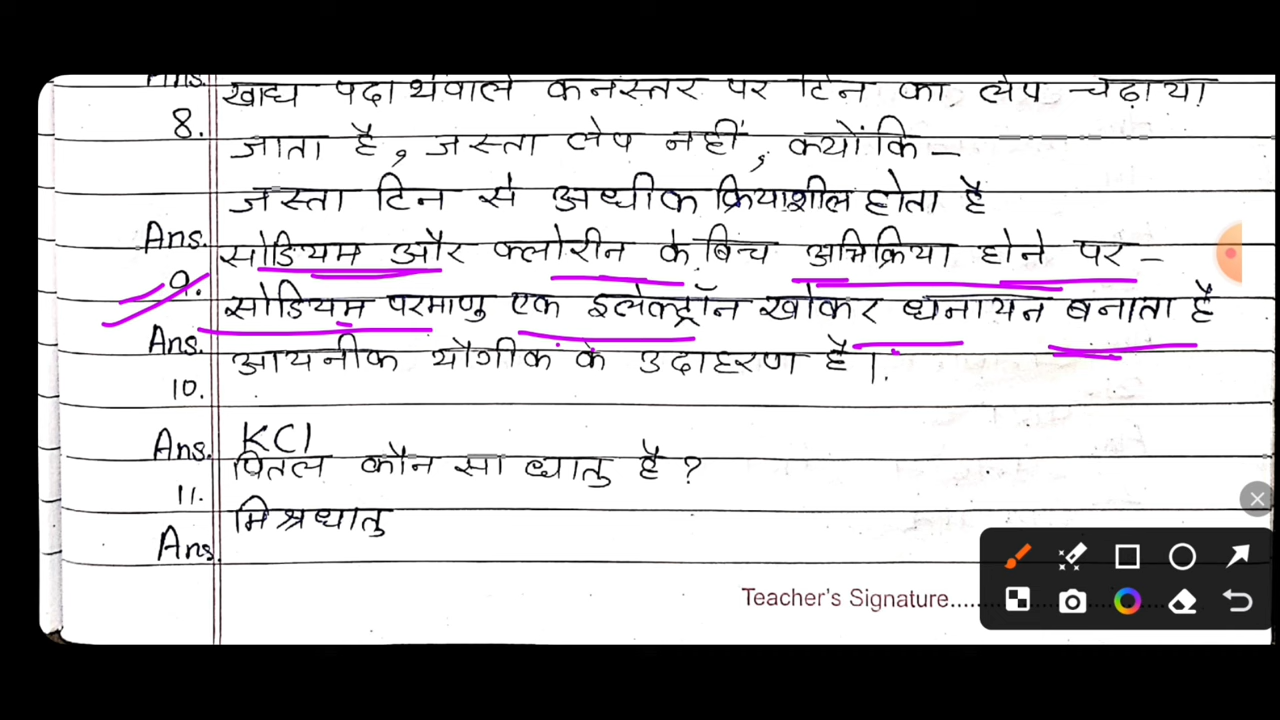 Ans.
8. खाद्य पदार्थवाले कनस्तर पर टिन का लेप चढ़ाया
जाता है, जस्ता लेप नहीं, क्योंकि -
Ans. जस्ता टिन से अधीक क्रियाशील होता है
9. सोडियम और क्लोरीन के बिच अभिक्रिया होने पर -
Ans. सोडियम परमाणु एक इलेक्ट्रॉन खोकर धनायन बनाता है
10. आयनीक यौगीक के उदाहरण है।
Ans. KCl
11. पितल कौन सा धातु है ?
Ans. मिश्रधातु
Teacher's Signature..........